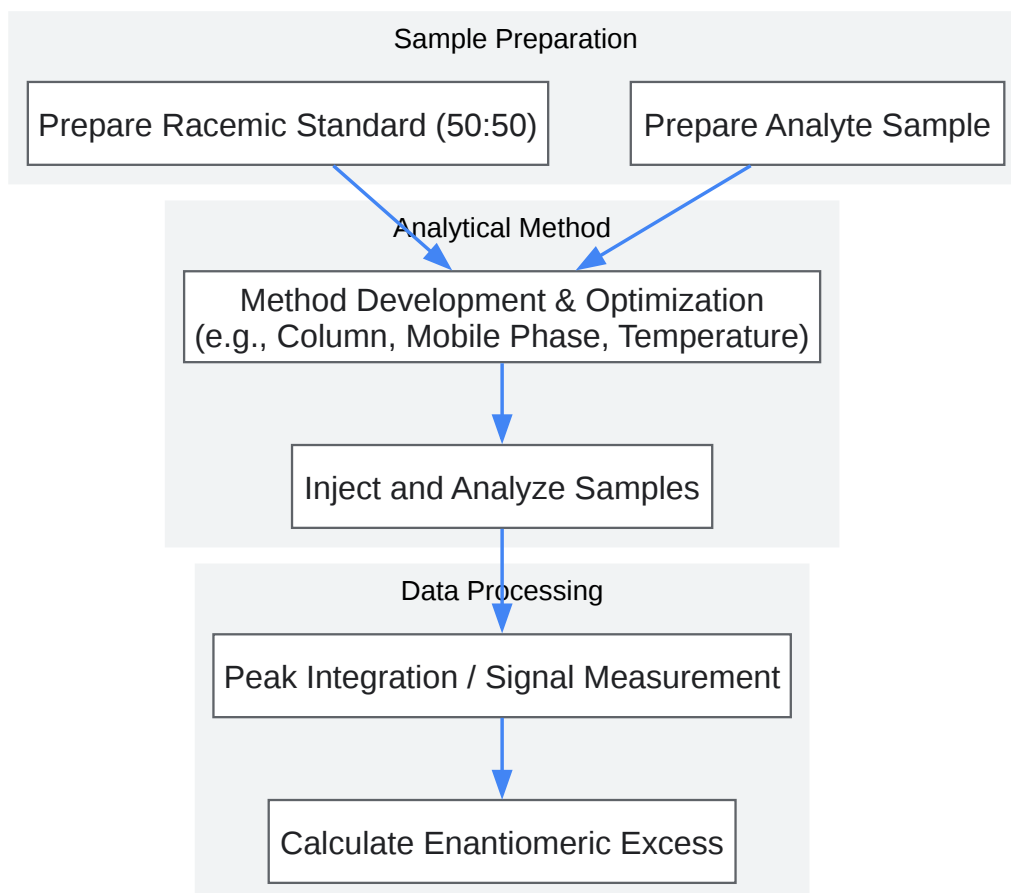 Sample Preparation
Prepare Racemic Standard (50:50)
Prepare Analyte Sample
Analytical Method
Method Development & Optimization
(e.g., Column, Mobile Phase, Temperature)
Inject and Analyze Samples
Data Processing
Peak Integration / Signal Measurement
Calculate Enantiomeric Excess